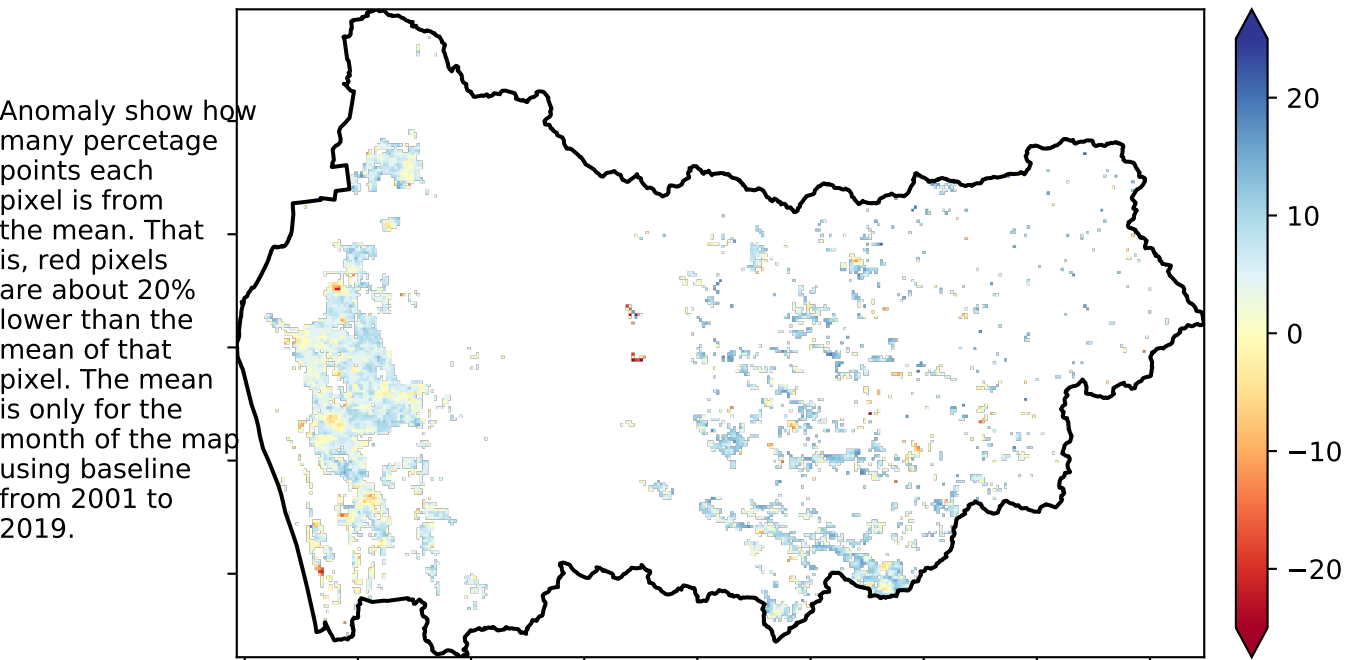 Anomaly show how
many percetage
points each
pixel is from
the mean. That
is, red pixels
are about 20%
lower than the
mean of that
pixel. The mean
is only for the
month of the map
using baseline
from 2001 to
2019.
20
10
0
−10
−20